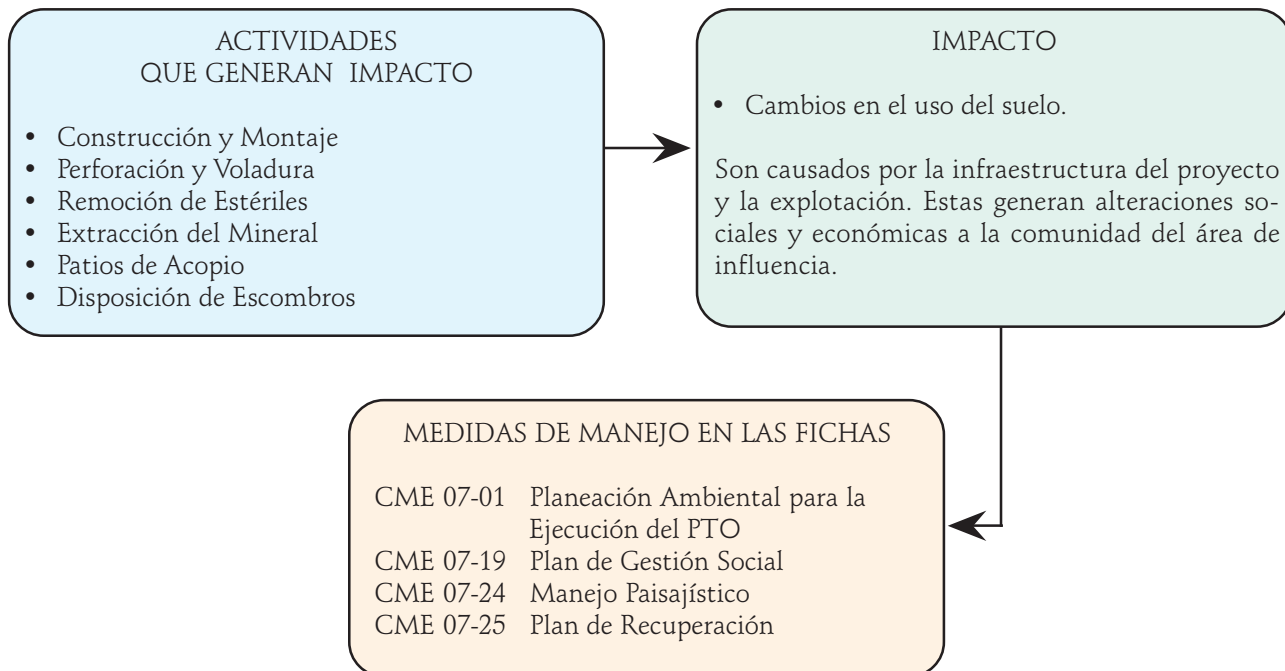 ACTIVIDADES
QUE GENERAN IMPACTO
• Construcción y Montaje
• Perforación y Voladura
• Remoción de Estériles
• Extracción del Mineral
• Patios de Acopio
• Disposición de Escombros
IMPACTO
• Cambios en el uso del suelo.
Son causados por la infraestructura del proyecto
y la explotación. Estas generan alteraciones so-
ciales y económicas a la comunidad del área de
influencia.
MEDIDAS DE MANEJO EN LAS FICHAS
CME 07-01 Planeación Ambiental para la
Ejecución del PTO
CME 07-19 Plan de Gestión Social
CME 07-24 Manejo Paisajístico
CME 07-25 Plan de Recuperación